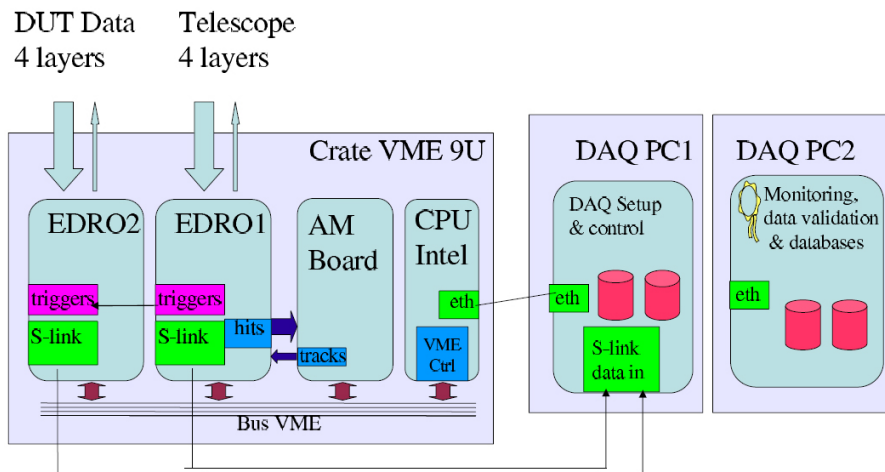 DUT Data
4 layers
Telescope
4 layers
Crate VME 9U
DAQ PC1
DAQ PC2
EDRO2
EDRO1
AM
Board
CPU
Intel
DAQ Setup
& control
Monitoring,
data validation
& databases
triggers
triggers
eth
eth
eth
S-link
S-link
hits
tracks
VME
Ctrl
S-link
data in
Bus VME